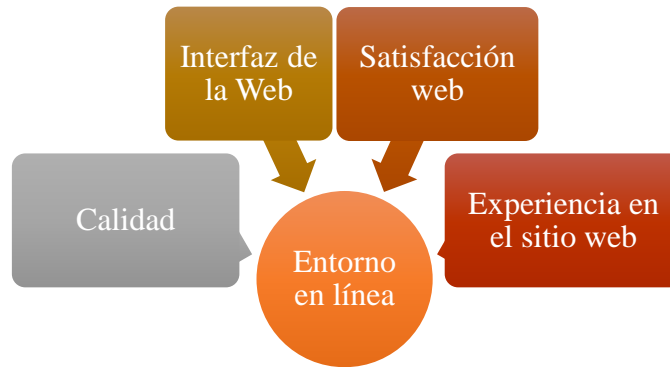 Interfaz de
la Web
Satisfacción
web
Calidad
Experiencia en
el sitio web
Entorno
en línea